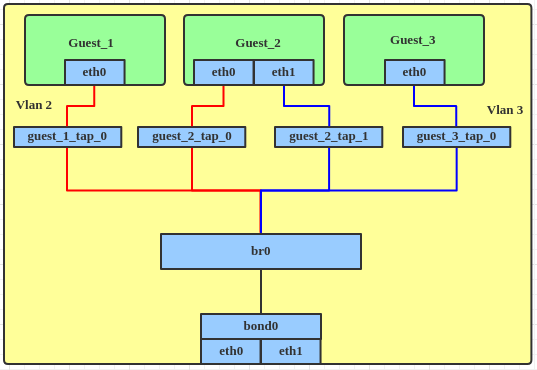 Guest_1
Guest_2
Guest_3
eth0
eth0
eth1
eth0
Vlan 2
Vlan 3
guest_1_tap_0
guest_2_tap_0
guest_2_tap_1
guest_3_tap_0
br0
bond0
eth0
eth1